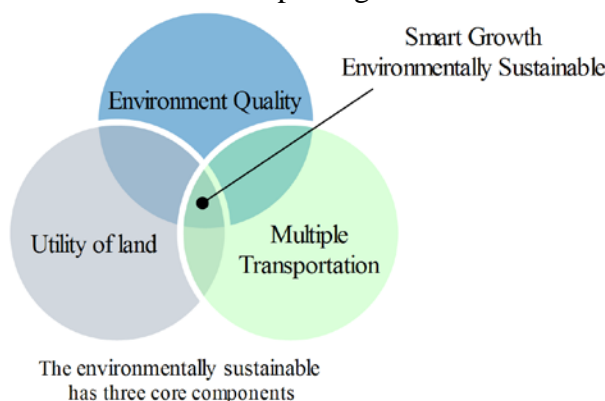 Smart Growth
Environmentally Sustainable
Environment Quality
Utility of land
Multiple
Transportation
The environmentally sustainable
has three core components